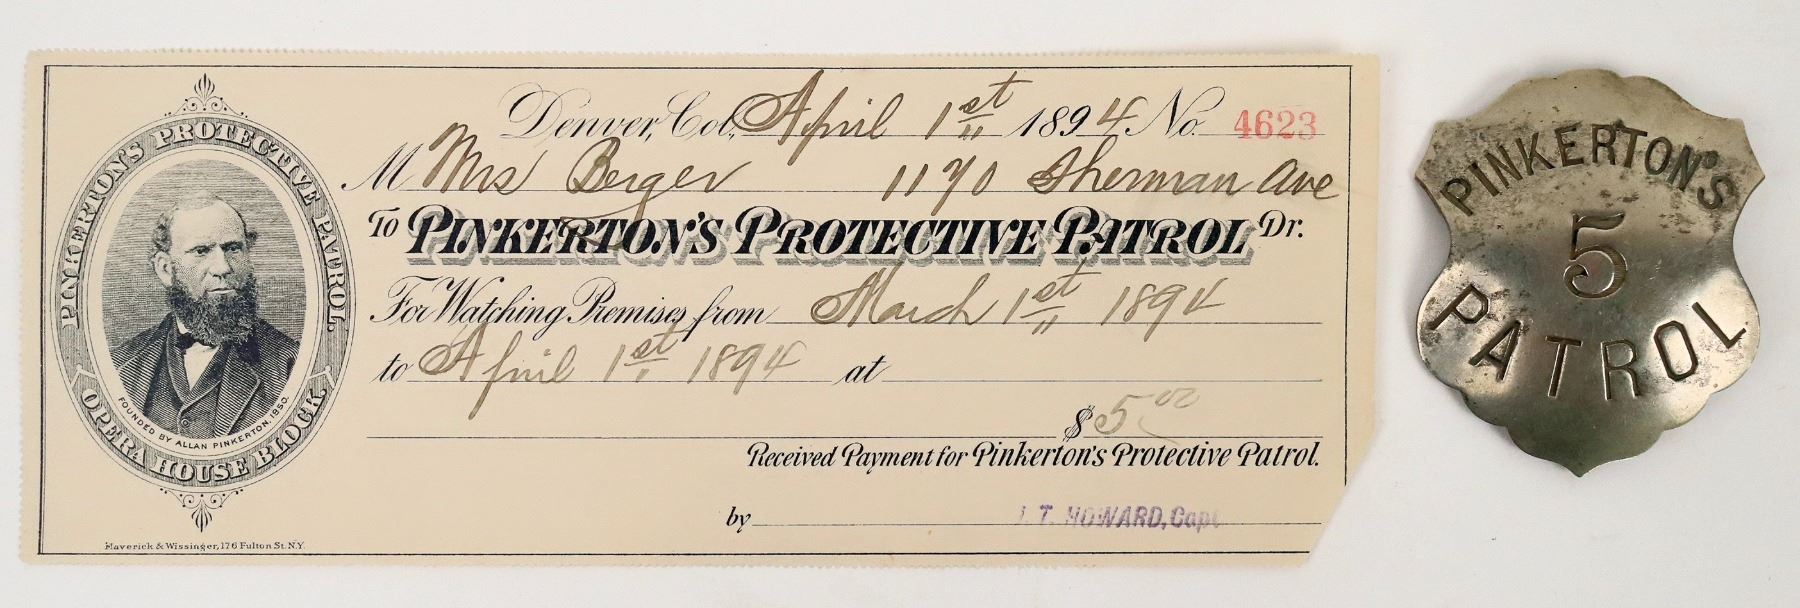 PINKERTON'S PROTECTIVE PATROL
OPERA HOUSE BLOCK
FOUNDED BY ALLAN PINKERTON, 1850.
Denver, Col, April 1st 1894 No. 4623
M Mrs Berger 1170 Sherman Ave
To PINKERTON'S PROTECTIVE PATROL Dr.
For Watching Premises from March 1st 1894
to April 1st 1894 at
$5 00
Received Payment for Pinkerton's Protective Patrol.
by T. HOWARD, Capt
Haverick & Wissinger, 176 Fulton St. N.Y.
PINKERTON'S
5
PATROL